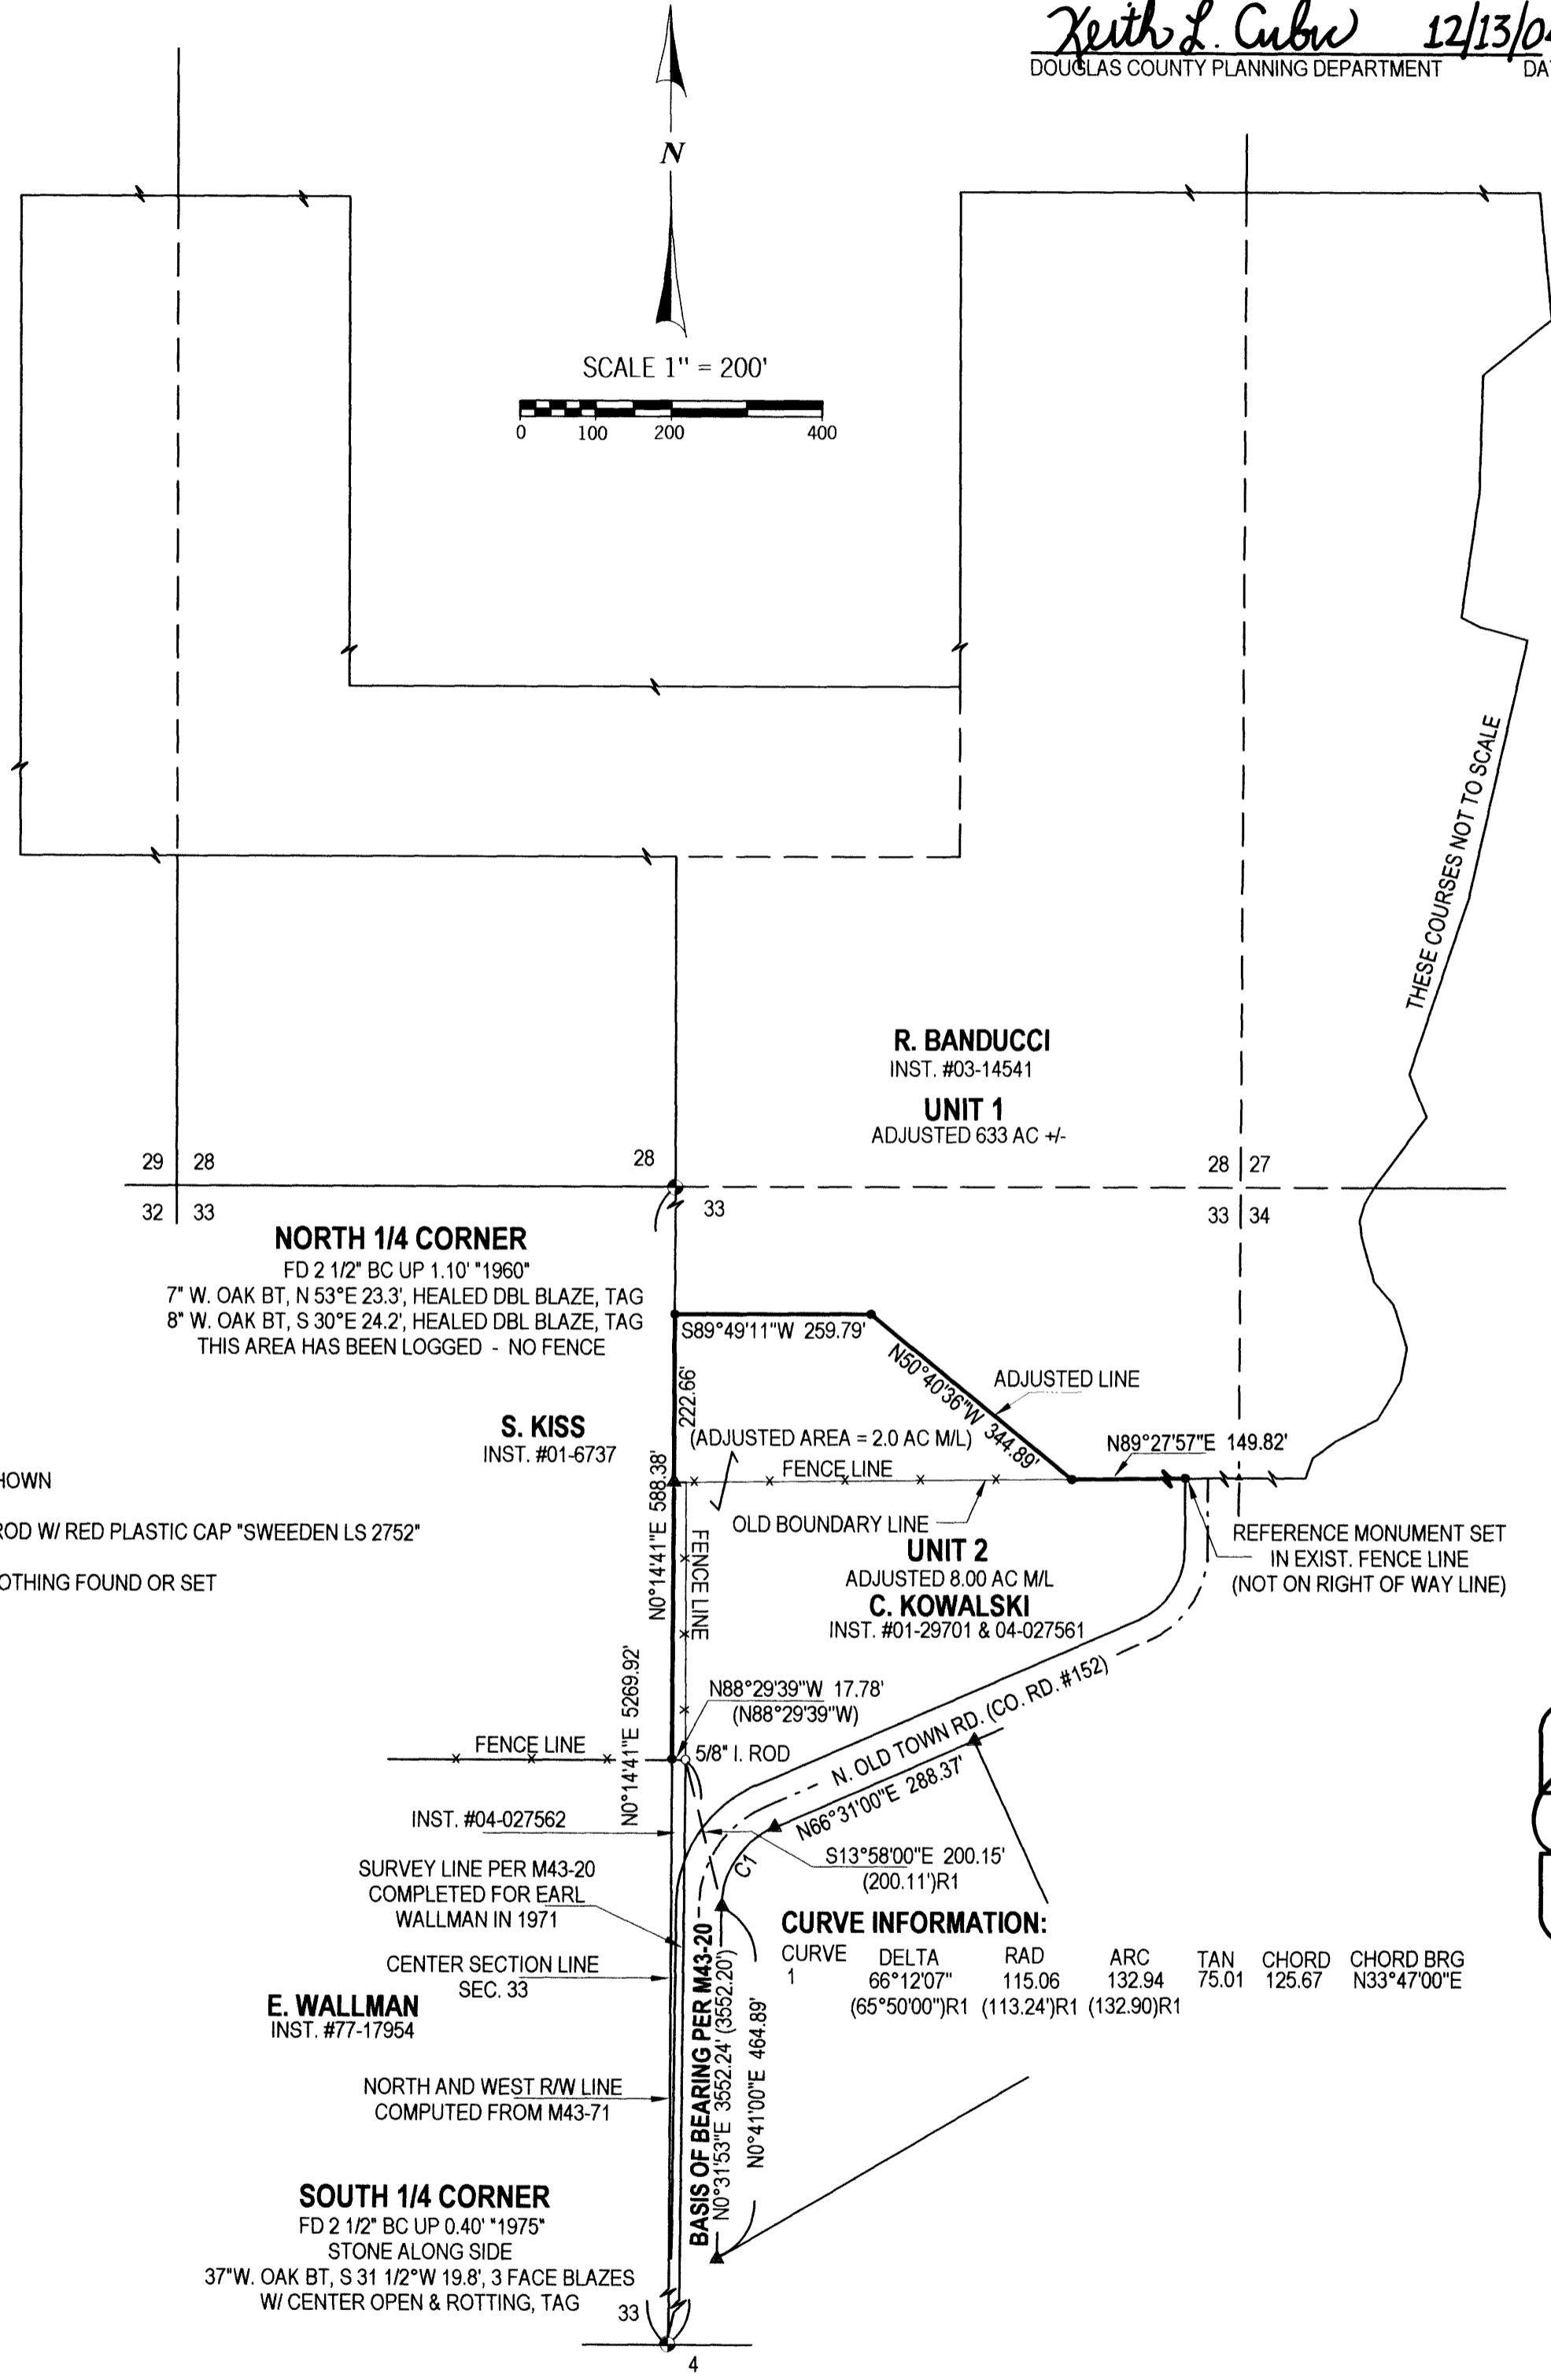 Keith L. Cubic 12/13/04
DOUGLAS COUNTY PLANNING DEPARTMENT
N
SCALE 1" = 200'
0 100 200 400
THESE COURSES NOT TO SCALE
R. BANDUCCI
INST. #03-14541
UNIT 1
ADJUSTED 633 AC +/-
29 28
28
28 27
32 33
33
33 34
NORTH 1/4 CORNER
FD 2 1/2" BC UP 1.10' "1960"
7" W. OAK BT, N 53°E 23.3', HEALED DBL BLAZE, TAG
8" W. OAK BT, S 30°E 24.2', HEALED DBL BLAZE, TAG
THIS AREA HAS BEEN LOGGED - NO FENCE
S89°49'11"W 259.79'
N50°40'36"W 344.89'
ADJUSTED LINE
222.66'
S. KISS
INST. #01-6737
(ADJUSTED AREA = 2.0 AC M/L)
FENCE LINE
N89°27'57"E 149.82'
HOWN
ROD W/ RED PLASTIC CAP "SWEEDEN LS 2752"
OTHING FOUND OR SET
N0°14'41"E 588.38'
FENCE LINE
OLD BOUNDARY LINE
UNIT 2
ADJUSTED 8.00 AC M/L
C. KOWALSKI
INST. #01-29701 & 04-027561
REFERENCE MONUMENT SET
IN EXIST. FENCE LINE
(NOT ON RIGHT OF WAY LINE)
N0°14'41"E 5269.92'
N88°29'39"W 17.78'
(N88°29'39"W)
N. OLD TOWN RD. (CO. RD. #152)
FENCE LINE
5/8" I. ROD
N66°31'00"E 288.37'
INST. #04-027562
S13°58'00"E 200.15'
(200.11')R1
C1
SURVEY LINE PER M43-20
COMPLETED FOR EARL
WALLMAN IN 1971
CURVE INFORMATION:
CURVE DELTA RAD ARC TAN CHORD CHORD BRG
1 66°12'07" 115.06 132.94 75.01 125.67 N33°47'00"E
(65°50'00")R1 (113.24')R1 (132.90)R1
CENTER SECTION LINE
SEC. 33
E. WALLMAN
INST. #77-17954
BASIS OF BEARING PER M43-20
N0°31'53"E 3552.24' (3552.20')
N0°41'00"E 464.89'
NORTH AND WEST R/W LINE
COMPUTED FROM M43-71
SOUTH 1/4 CORNER
FD 2 1/2" BC UP 0.40' "1975"
STONE ALONG SIDE
37"W. OAK BT, S 31 1/2°W 19.8', 3 FACE BLAZES
W/ CENTER OPEN & ROTTING, TAG
33
4